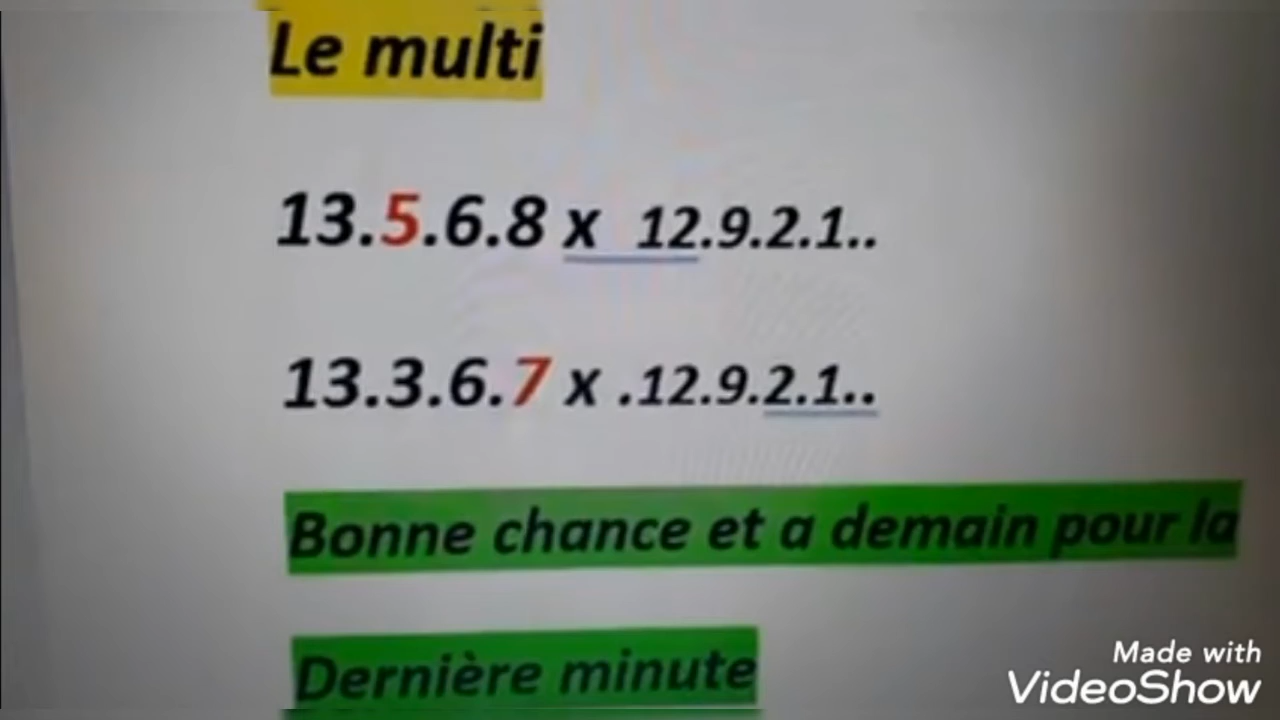 Le multi
13.5.6.8 x 12.9.2.1..
13.3.6.7 x .12.9.2.1..
Bonne chance et a demain pour la
Dernière minute
Made with
VideoShow